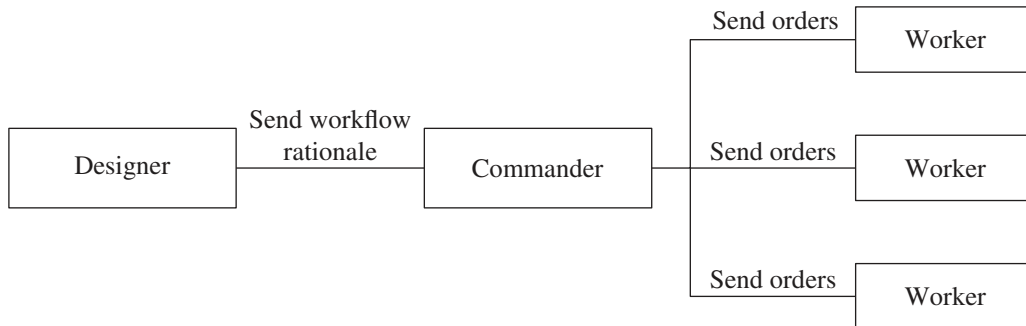 Send orders
Worker
Send workflow
rationale
Designer
Commander
Send orders
Worker
Send orders
Worker